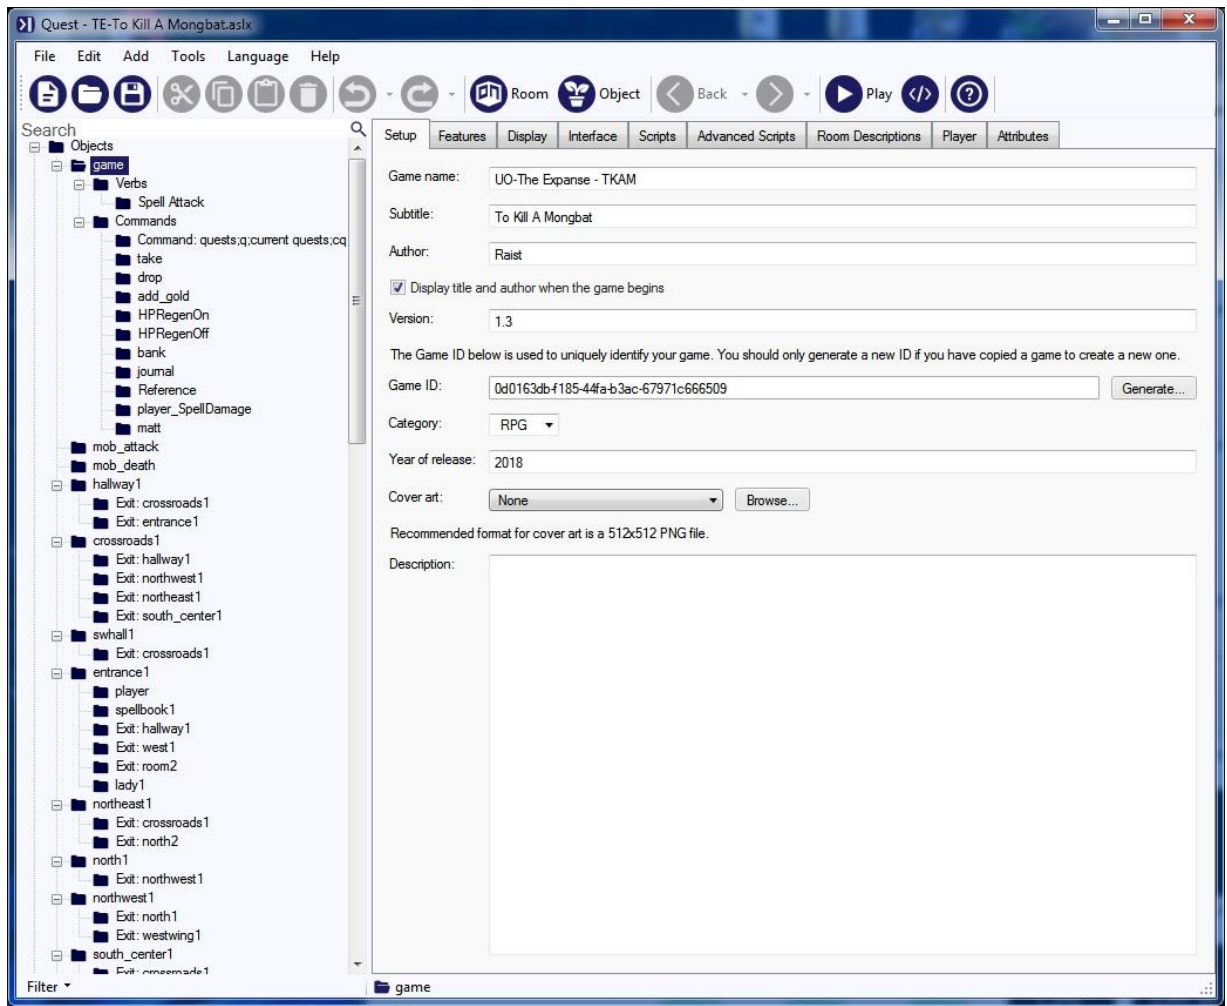 Quest - TE-To Kill A Mongbat.aslx
File Edit Add Tools Language Help
Room Object Back Play
Search
Objects
game
Verbs
Spell Attack
Commands
Command: quests;q;current quests;cq
take
drop
add_gold
HPRegenOn
HPRegenOff
bank
journal
Reference
player_SpellDamage
matt
mob_attack
mob_death
hallway1
Exit: crossroads1
Exit: entrance1
crossroads1
Exit: hallway1
Exit: northwest1
Exit: northeast1
Exit: south_center1
swhall1
Exit: crossroads1
entrance1
player
spellbook1
Exit: hallway1
Exit: west1
Exit: room2
lady1
northeast1
Exit: crossroads1
Exit: north2
north1
Exit: northwest1
northwest1
Exit: north1
Exit: westwing1
south_center1
Exit: crossroads1
Filter
Setup Features Display Interface Scripts Advanced Scripts Room Descriptions Player Attributes
Game name: UO-The Expanse - TKAM
Subtitle: To Kill A Mongbat
Author: Raist
Display title and author when the game begins
Version: 1.3
The Game ID below is used to uniquely identify your game. You should only generate a new ID if you have copied a game to create a new one.
Game ID: 0d0163db-f185-44fa-b3ac-67971c666509 Generate...
Category: RPG
Year of release: 2018
Cover art: None Browse...
Recommended format for cover art is a 512x512 PNG file.
Description:
game